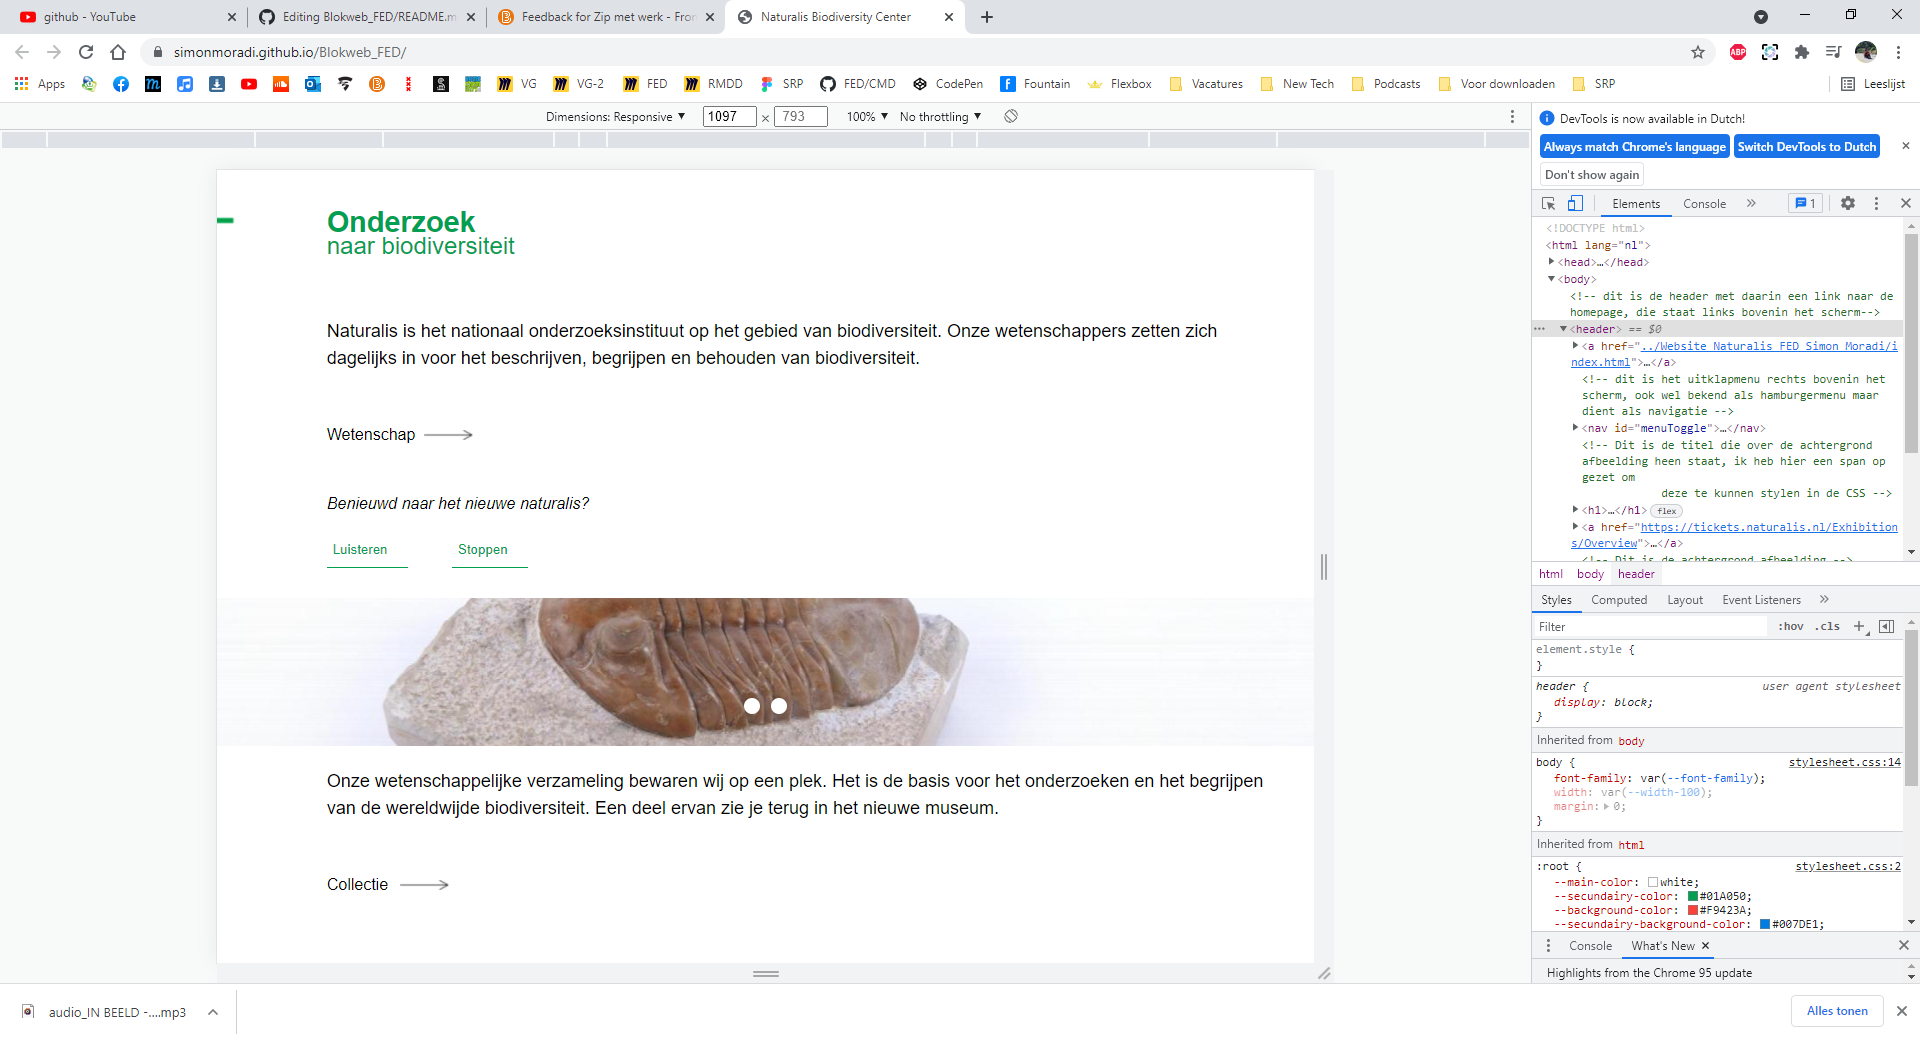 github - YouTube
Editing Blokweb_FED/README.m
Feedback for Zip met werk - Fron
Naturalis Biodiversity Center
simonmoradi.github.io/Blokweb_FED/
ABP
Apps
VG
VG-2
FED
RMDD
SRP
FED/CMD
CodePen
Fountain
Flexbox
Vacatures
New Tech
Podcasts
Voor downloaden
SRP
Leeslijst
Dimensions: Responsive ▼
1097 × 793
100% ▼
No throttling ▼
Onderzoek
naar biodiversiteit
Naturalis is het nationaal onderzoeksinstituut op het gebied van biodiversiteit. Onze wetenschappers zetten zich
dagelijks in voor het beschrijven, begrijpen en behouden van biodiversiteit.
Wetenschap
Benieuwd naar het nieuwe naturalis?
Luisteren Stoppen
Onze wetenschappelijke verzameling bewaren wij op een plek. Het is de basis voor het onderzoeken en het begrijpen
van de wereldwijde biodiversiteit. Een deel ervan zie je terug in het nieuwe museum.
Collectie
DevTools is now available in Dutch!
Always match Chrome's language Switch DevTools to Dutch
Don't show again
Elements Console » 1
<!DOCTYPE html>
<html lang="nl">
<head>…</head>
<body>
<!-- dit is de header met daarin een link naar de
homepage, die staat links bovenin het scherm-->
<header> == $0
<a href="../Website Naturalis FED Simon Moradi/i
ndex.html">…</a>
<!-- dit is het uitklapmenu rechts bovenin het
scherm, ook wel bekend als hamburgermenu maar
dient als navigatie -->
<nav id="menuToggle">…</nav>
<!-- Dit is de titel die over de achtergrond
afbeelding heen staat, ik heb hier een span op
gezet om
deze te kunnen stylen in de CSS -->
<h1>…</h1> flex
<a href="https://tickets.naturalis.nl/Exhibition
s/Overview">…</a>
<!-- Dit is de achtergrond afbeelding -->
html body header
Styles Computed Layout Event Listeners »
Filter :hov .cls +
element.style {
}
header { user agent stylesheet
display: block;
}
Inherited from body
body { stylesheet.css:14
font-family: var(--font-family);
width: var(--width-100);
margin: 0;
}
Inherited from html
:root { stylesheet.css:2
--main-color: white;
--secundairy-color: #01A050;
--background-color: #F9423A;
--secundairy-background-color: #007DE1;
Console What's New
Highlights from the Chrome 95 update
audio_IN BEELD -....mp3
Alles tonen